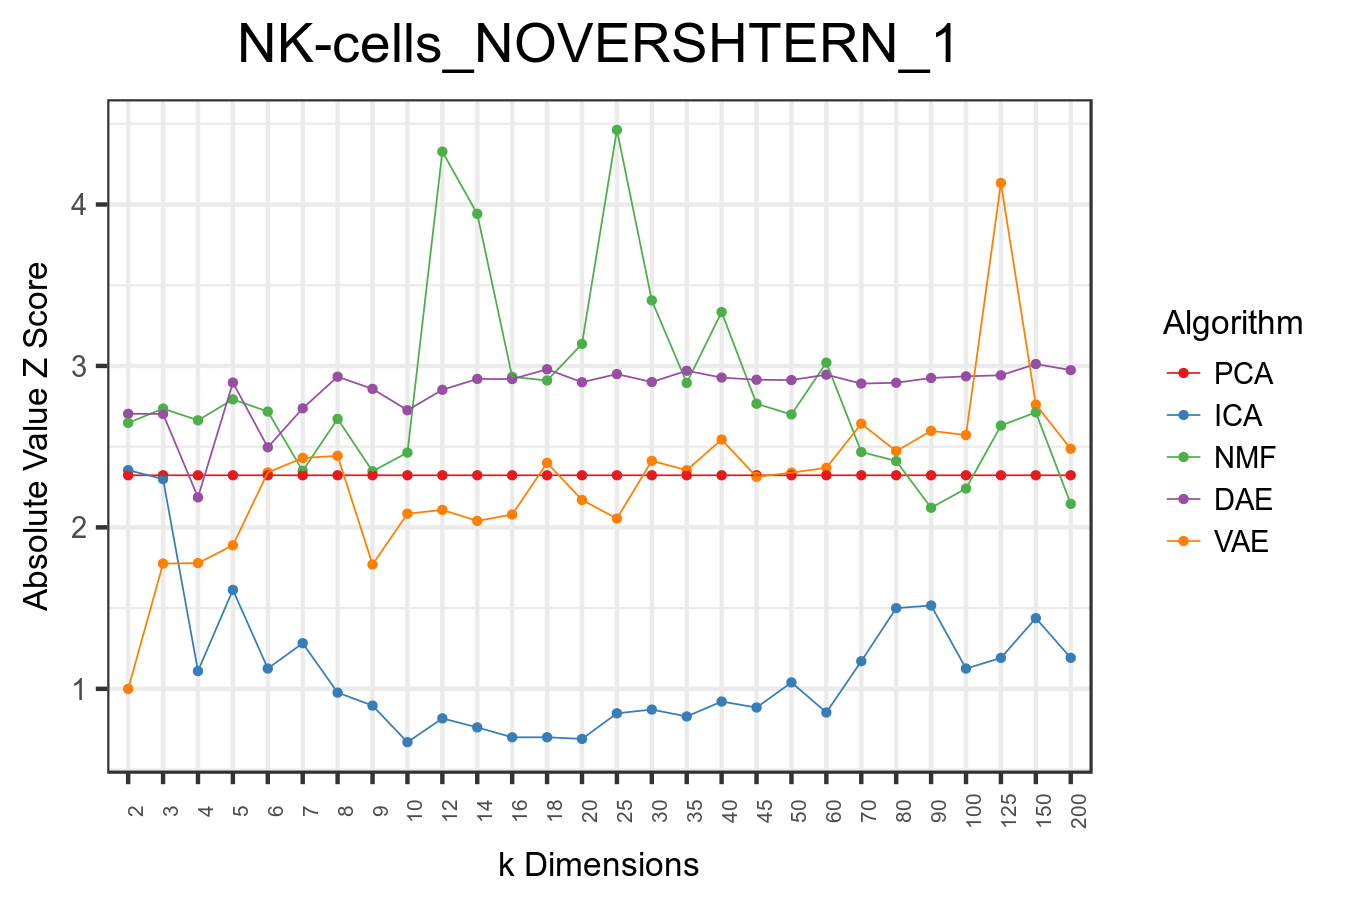 NK-cells_NOVERSHTERN_1
Absolute Value Z Score
4
3
2
1
2 3 4 5 6 7 8 9 10 12 14 16 18 20 25 30 35 40 45 50 60 70 80 90 100 125 150 200
k Dimensions
Algorithm
PCA
ICA
NMF
DAE
VAE